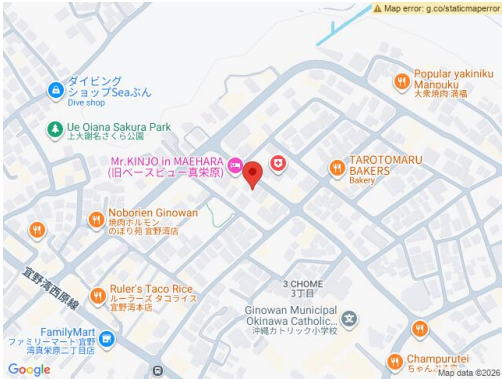 Map error: g.co/staticmaperror
ダイビング
ショップSeaぶん
Dive shop
Popular yakiniku
Manpuku
大衆焼肉 満福
Ue Oiana Sakura Park
上大謝名さくら公園
Mr.KINJO in MAEHARA
(旧ベースビュー真栄原)
TAROTOMARU
BAKERS
Bakery
Noborien Ginowan
焼肉ホルモン
のぼり苑 宜野湾店
宜野湾西原線
Ruler's Taco Rice
ルーラーズ タコライス
宜野湾本店
3 CHOME
3丁目
Ginowan Municipal
Okinawa Catholic...
沖縄カトリック小学校
FamilyMart
ファミリーマート 宜野
湾真栄原二丁目店
Champurutei
Google
Map data ©2026